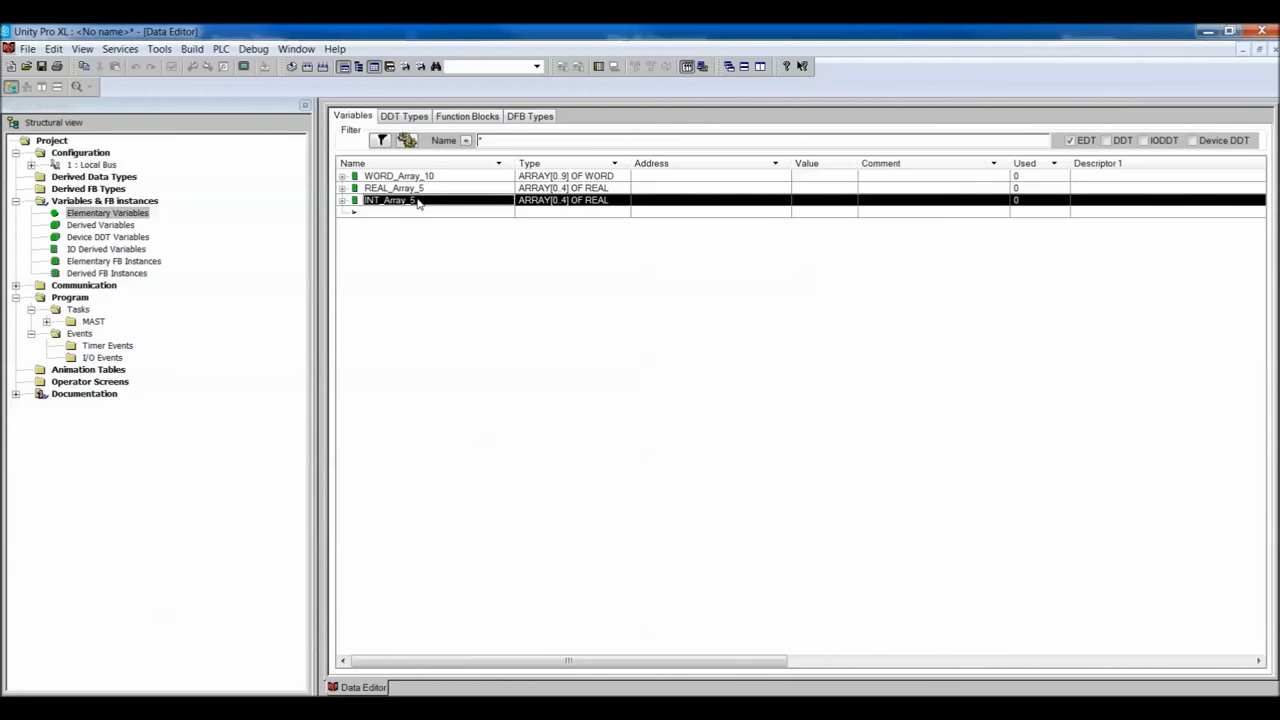 Unity Pro XL : <No name>* - [Data Editor]
File Edit View Services Tools Build Debug PLC Window Help
Structural view
Project
Configuration
1 : Local Bus
Derived Data Types
Derived FB Types
Variables & FB instances
Elementary Variables
Derived Variables
Device DDT Variables
IO Derived Variables
Elementary FB Instances
Derived FB Instances
Communication
Program
Tasks
MAST
Events
Timer Events
I/O Events
Animation Tables
Operator Screens
Documentation
Variables DDT Types Function Blocks DFB Types
Filter
Name = * EDT DDT IODDT Device DDT
Name Type Address Value Comment Used Descriptor 1
WORD_Array_10 ARRAY[0..9] OF WORD 0
REAL_Array_5 ARRAY[0..4] OF REAL 0
INT_Array_5 ARRAY[0..4] OF REAL 0
Data Editor